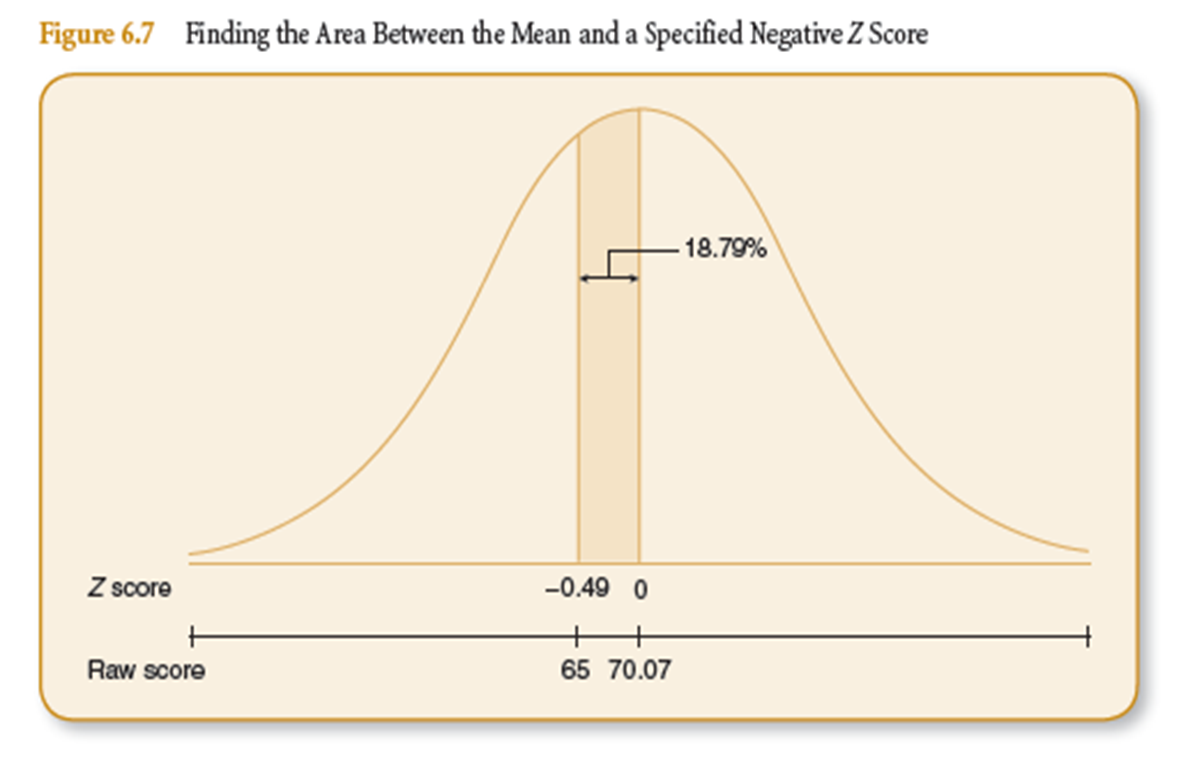 Figure 6.7 Finding the Area Between the Mean and a Specified Negative Z Score
18.79%
Z score −0.49 0
Raw score 65 70.07